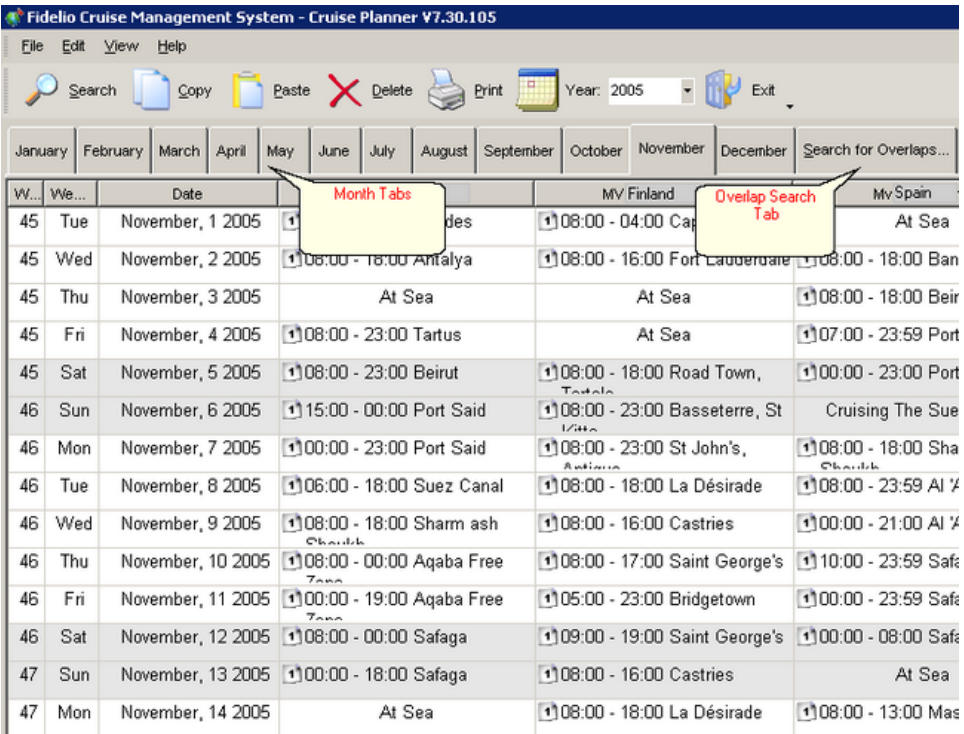 Fidelio Cruise Management System - Cruise Planner V7.30.105
File Edit View Help
Search Copy Paste Delete Print Year: 2005 Exit
January February March April May June July August September October November December Search for Overlaps...
W... We... Date Month Tabs MV Finland Overlap Search Tab Mv Spain
45 Tue November, 1 2005 08:00 - 04:00 At Sea
45 Wed November, 2 2005 08:00 - 18:00 Antalya 08:00 - 16:00 Fort Lauderdale 08:00 - 18:00
45 Thu November, 3 2005 At Sea At Sea 08:00 - 18:00
45 Fri November, 4 2005 08:00 - 23:00 Tartus At Sea 07:00 - 23:59 Port
45 Sat November, 5 2005 08:00 - 23:00 Beirut 08:00 - 18:00 Road Town, 00:00 - 23:00 Port
46 Sun November, 6 2005 15:00 - 00:00 Port Said 08:00 - 23:00 Basseterre, St Cruising The Sue
46 Mon November, 7 2005 00:00 - 23:00 Port Said 08:00 - 23:00 St John's, 08:00 - 18:00 Sha
46 Tue November, 8 2005 06:00 - 18:00 Suez Canal 08:00 - 18:00 La Désirade 08:00 - 23:59 Al
46 Wed November, 9 2005 08:00 - 18:00 Sharm ash 08:00 - 16:00 Castries 00:00 - 21:00 Al
46 Thu November, 10 2005 08:00 - 00:00 Aqaba Free 08:00 - 17:00 Saint George's 10:00 - 23:59 Safa
46 Fri November, 11 2005 00:00 - 19:00 Aqaba Free 05:00 - 23:00 Bridgetown 00:00 - 23:59 Safa
46 Sat November, 12 2005 08:00 - 00:00 Safaga 09:00 - 19:00 Saint George's 00:00 - 08:00 Safa
47 Sun November, 13 2005 00:00 - 18:00 Safaga 08:00 - 16:00 Castries At Sea
47 Mon November, 14 2005 At Sea 08:00 - 18:00 La Désirade 08:00 - 13:00 Mas